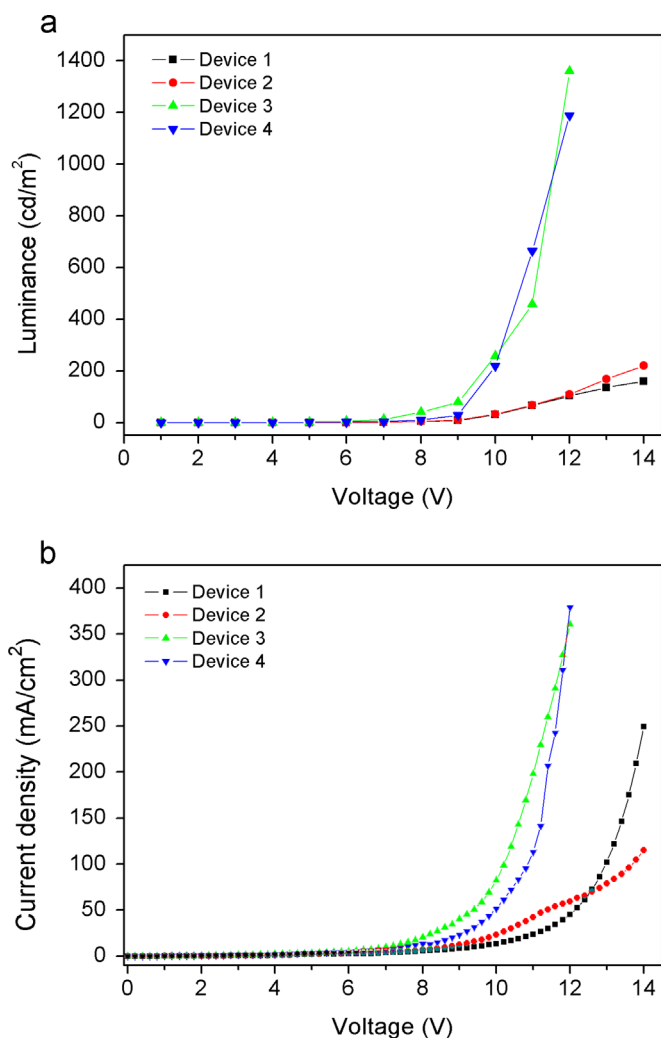 a
1400
1200
1000
800
600
400
200
0
Luminance (cd/m²)
Device 1
Device 2
Device 3
Device 4
0 2 4 6 8 10 12 14
Voltage (V)
b
400
350
300
250
200
150
100
50
0
Current density (mA/cm²)
Device 1
Device 2
Device 3
Device 4
0 2 4 6 8 10 12 14
Voltage (V)